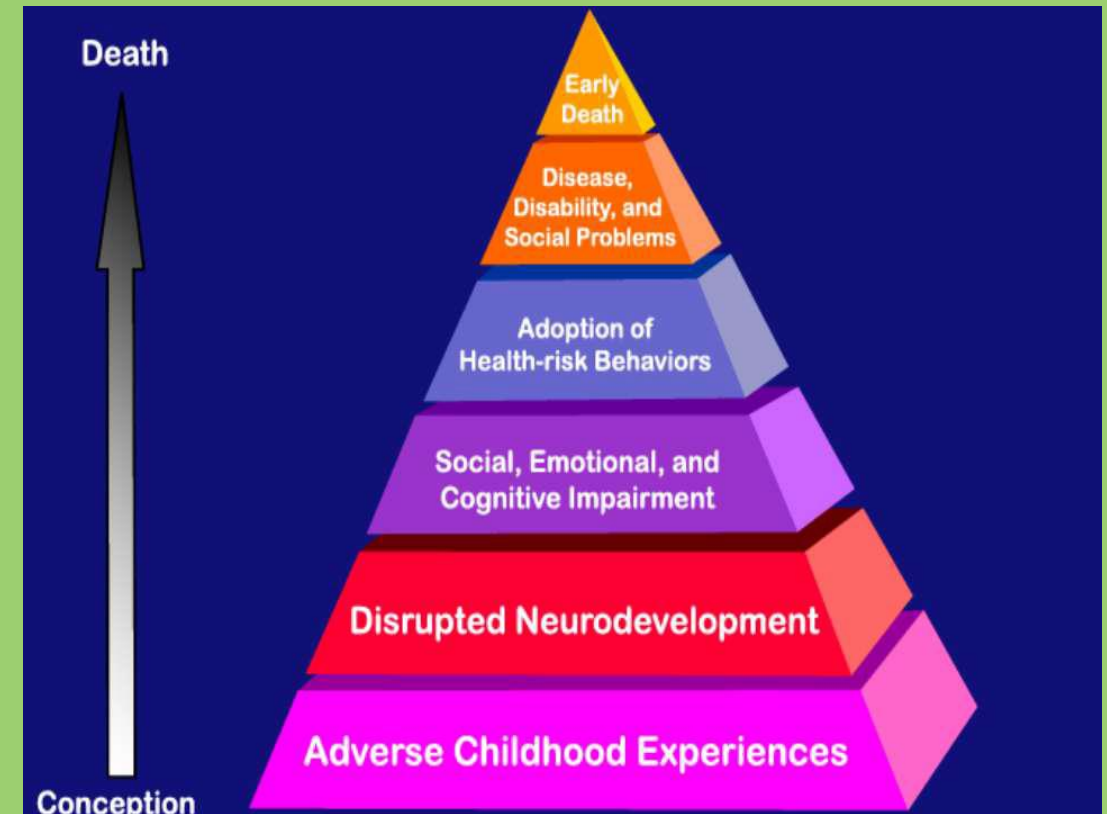 Death
Early
Death
Disease,
Disability, and
Social Problems
Adoption of
Health-risk Behaviors
Social, Emotional, and
Cognitive Impairment
Disrupted Neurodevelopment
Adverse Childhood Experiences
Conception